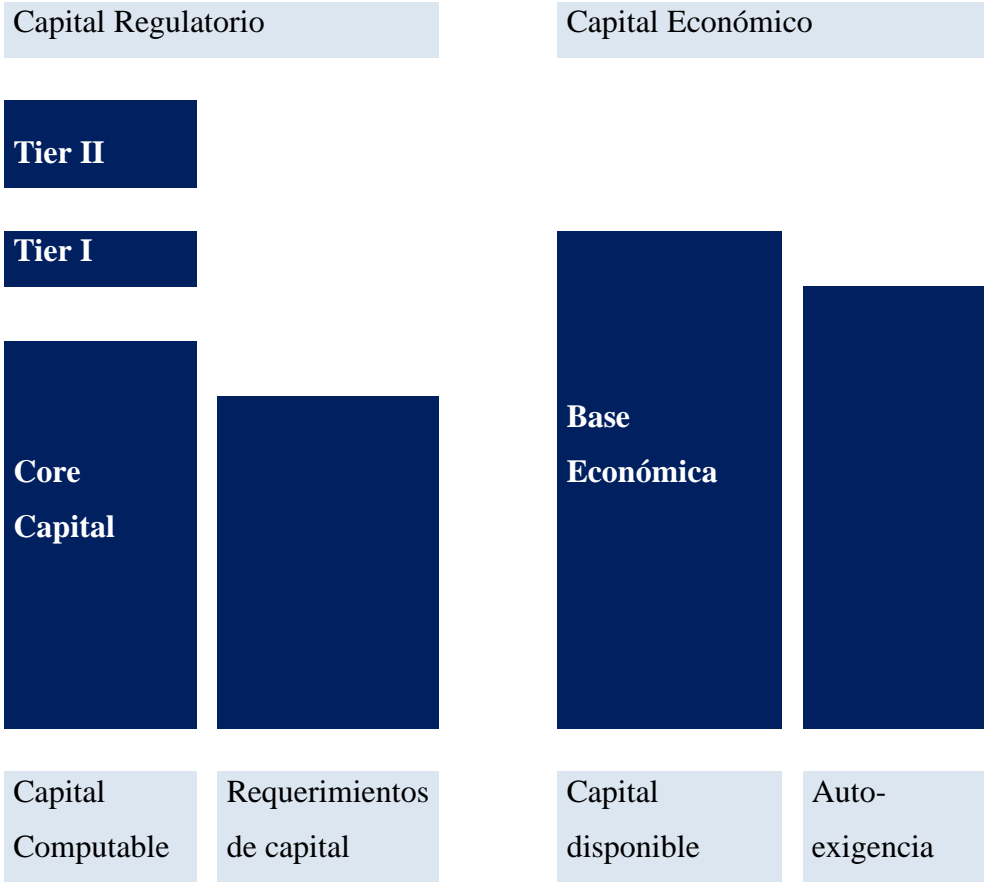 Capital Regulatorio
Capital Económico
Tier II
Tier I
Core
Capital
Base
Económica
Capital
Computable
Requerimientos
de capital
Capital
disponible
Auto-
exigencia